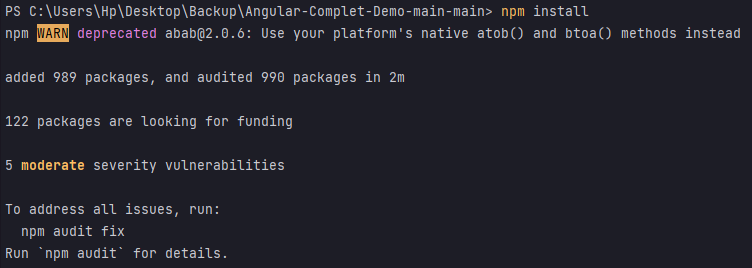 PS C:\Users\Hp\Desktop\Backup\Angular-Complet-Demo-main-main> npm install
npm WARN deprecated abab@2.0.6: Use your platform's native atob() and btoa() methods instead
added 989 packages, and audited 990 packages in 2m
122 packages are looking for funding
5 moderate severity vulnerabilities
To address all issues, run:
  npm audit fix
Run `npm audit` for details.